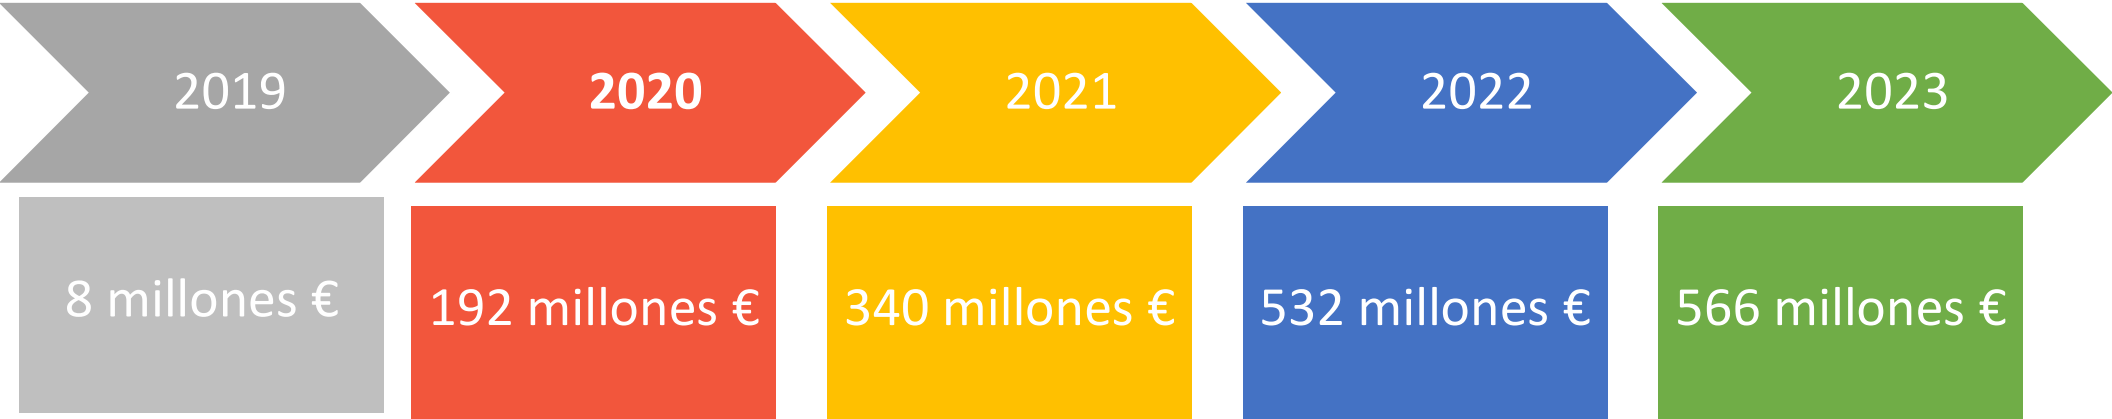 2019
2020
2021
2022
2023
8 millones €
192 millones €
340 millones €
532 millones €
566 millones €